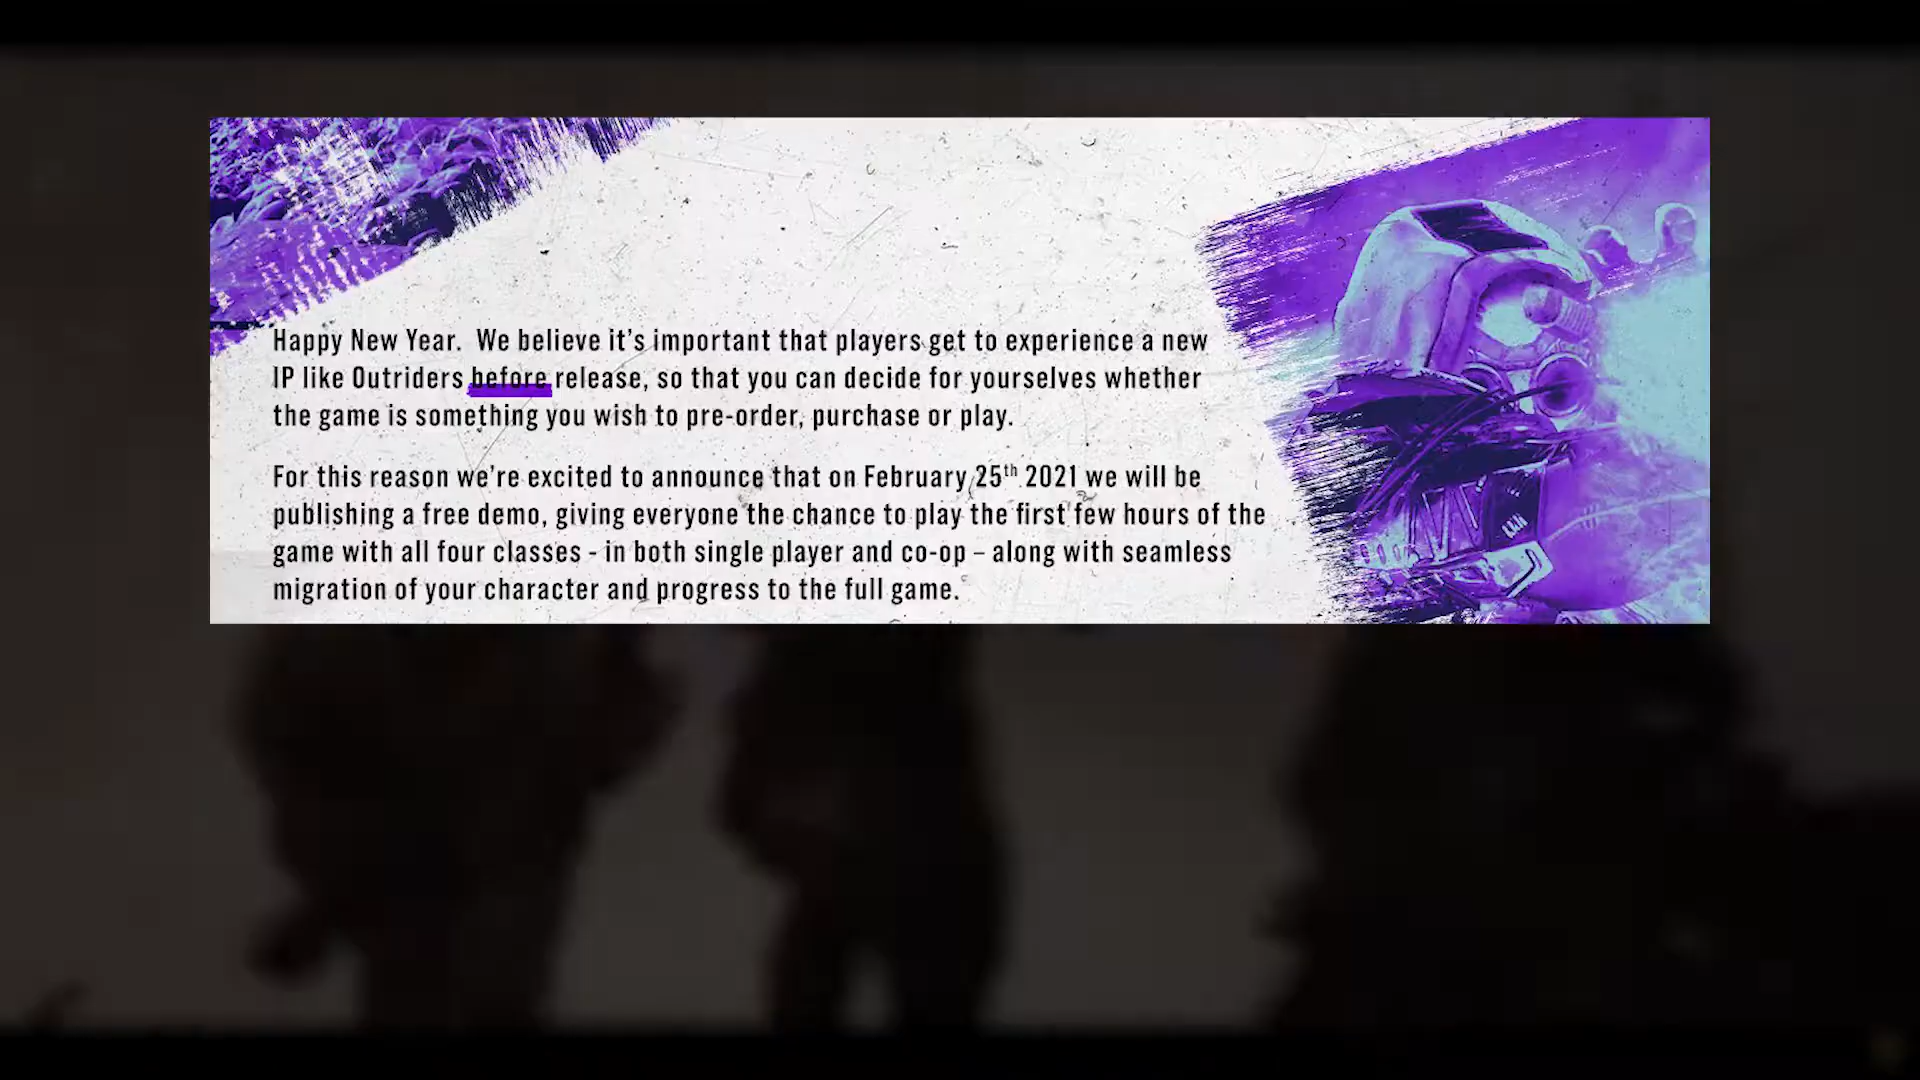 Happy New Year.  We believe it's important that players get to experience a new
IP like Outriders before release, so that you can decide for yourselves whether
the game is something you wish to pre-order, purchase or play.
For this reason we're excited to announce that on February 25th 2021 we will be
publishing a free demo, giving everyone the chance to play the first few hours of the
game with all four classes - in both single player and co-op – along with seamless
migration of your character and progress to the full game.